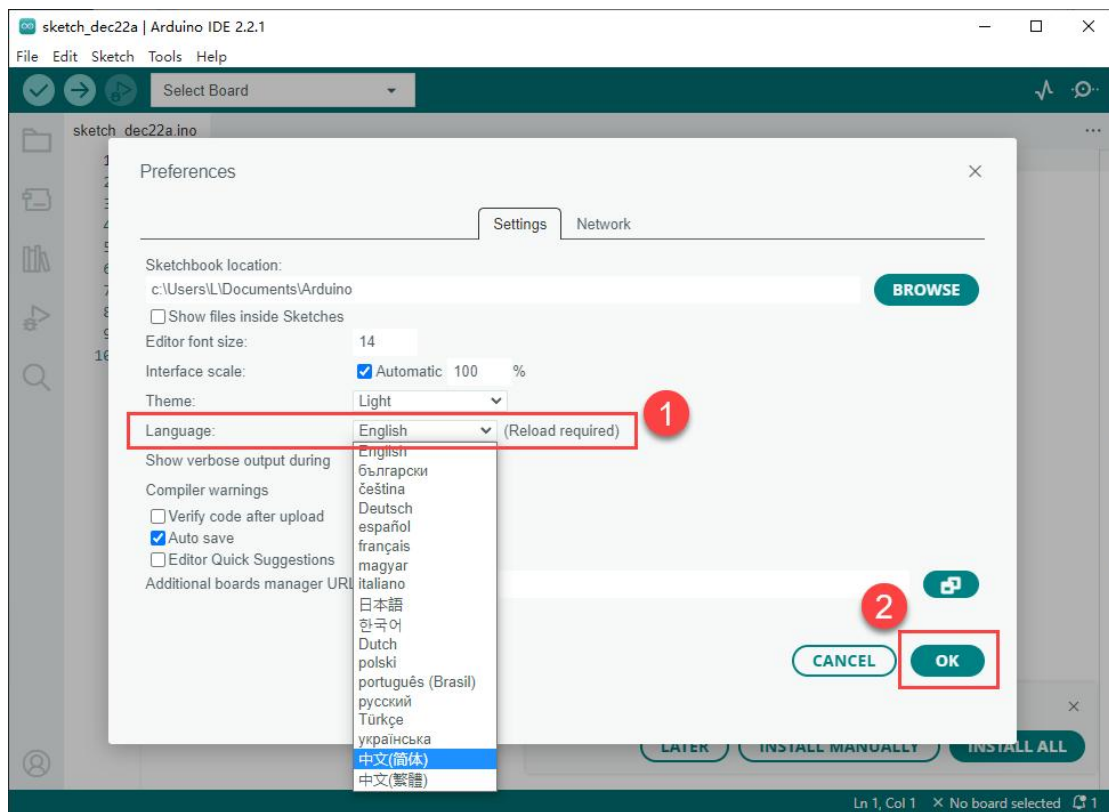 sketch_dec22a | Arduino IDE 2.2.1
File Edit Sketch Tools Help
Select Board
sketch_dec22a.ino
Preferences
Settings Network
Sketchbook location:
c:\Users\L\Documents\Arduino
BROWSE
Show files inside Sketches
Editor font size: 14
Interface scale: Automatic 100 %
Theme: Light
Language: English (Reload required)
1
English
Show verbose output during
български
Compiler warnings
čeština
Deutsch
Verify code after upload
español
Auto save
français
Editor Quick Suggestions
magyar
Additional boards manager URL
italiano
日本語
한국어
2
Dutch
polski
CANCEL OK
português (Brasil)
русский
Türkçe
українська
LATER INSTALL MANUALLY INSTALL ALL
中文(简体)
中文(繁體)
Ln 1, Col 1 No board selected 1